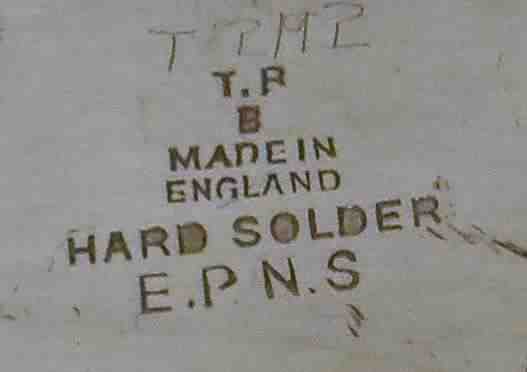 T.P
B
MADE IN
ENGLAND
HARD SOLDER
E.P.N.S